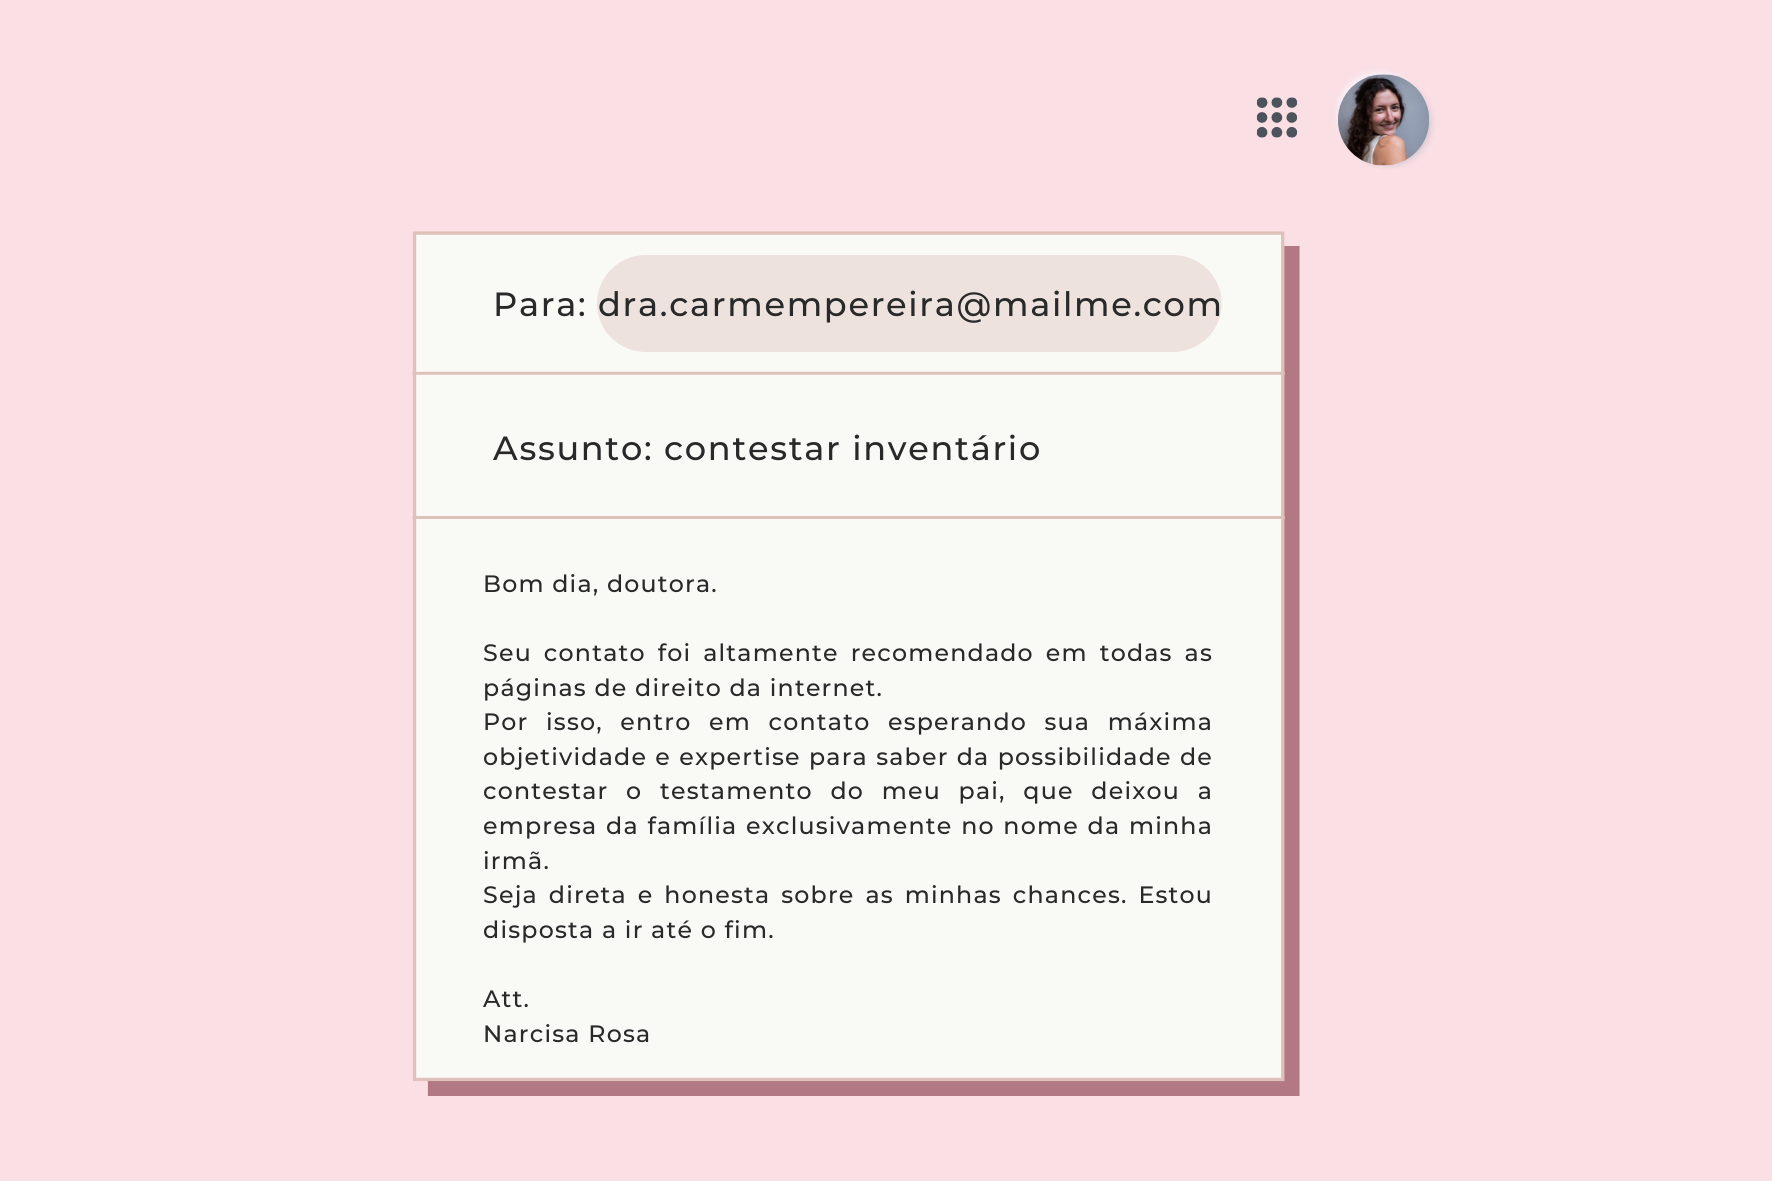 Para: dra.carmempereira@mailme.com
Assunto: contestar inventário
Bom dia, doutora.
Seu contato foi altamente recomendado em todas as
páginas de direito da internet.
Por isso, entro em contato esperando sua máxima
objetividade e expertise para saber da possibilidade de
contestar o testamento do meu pai, que deixou a
empresa da família exclusivamente no nome da minha
irmã.
Seja direta e honesta sobre as minhas chances. Estou
disposta a ir até o fim.
Att.
Narcisa Rosa